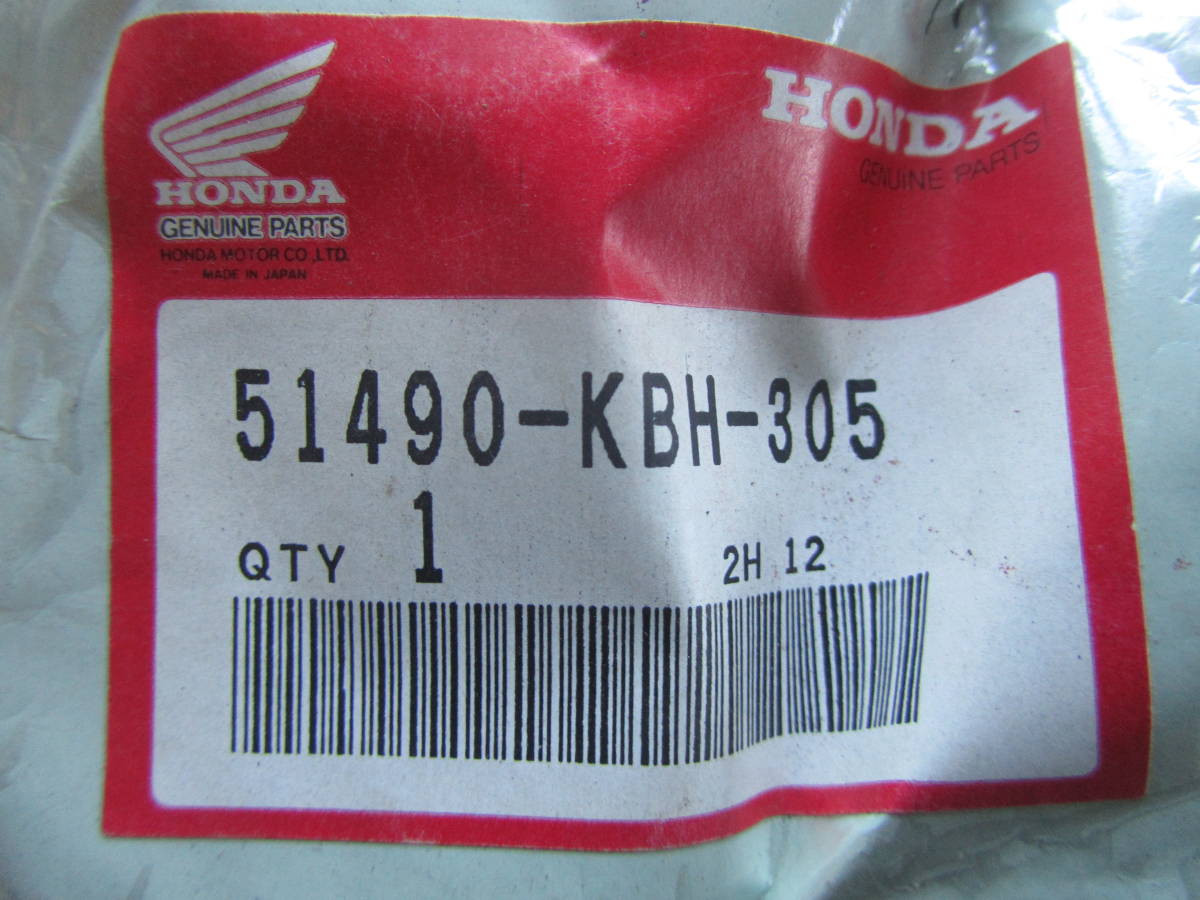 HONDA
GENUINE PARTS
HONDA MOTOR CO.,LTD.
MADE IN JAPAN
HONDA
GENUINE PARTS
51490-KBH-305
QTY 1
2H 12